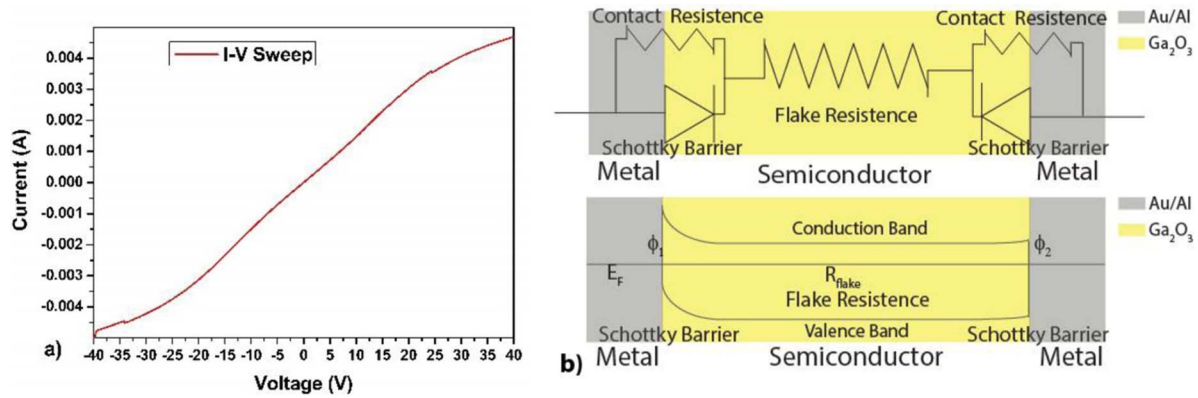 I-V Sweep
0.004
0.003
0.002
0.001
0.000
-0.001
-0.002
-0.003
-0.004
Current (A)
-40 -35 -30 -25 -20 -15 -10 -5 0 5 10 15 20 25 30 35 40
Voltage (V)
a)
Contact Resistence
Contact Resistence
Flake Resistence
Schottky Barrier
Schottky Barrier
Metal
Semiconductor
Metal
Au/Al
Ga₂O₃
Conduction Band
ϕ₁
ϕ₂
E_F
R_flake
Flake Resistence
Schottky Barrier
Valence Band
Schottky Barrier
Metal
Semiconductor
Metal
Au/Al
Ga₂O₃
b)